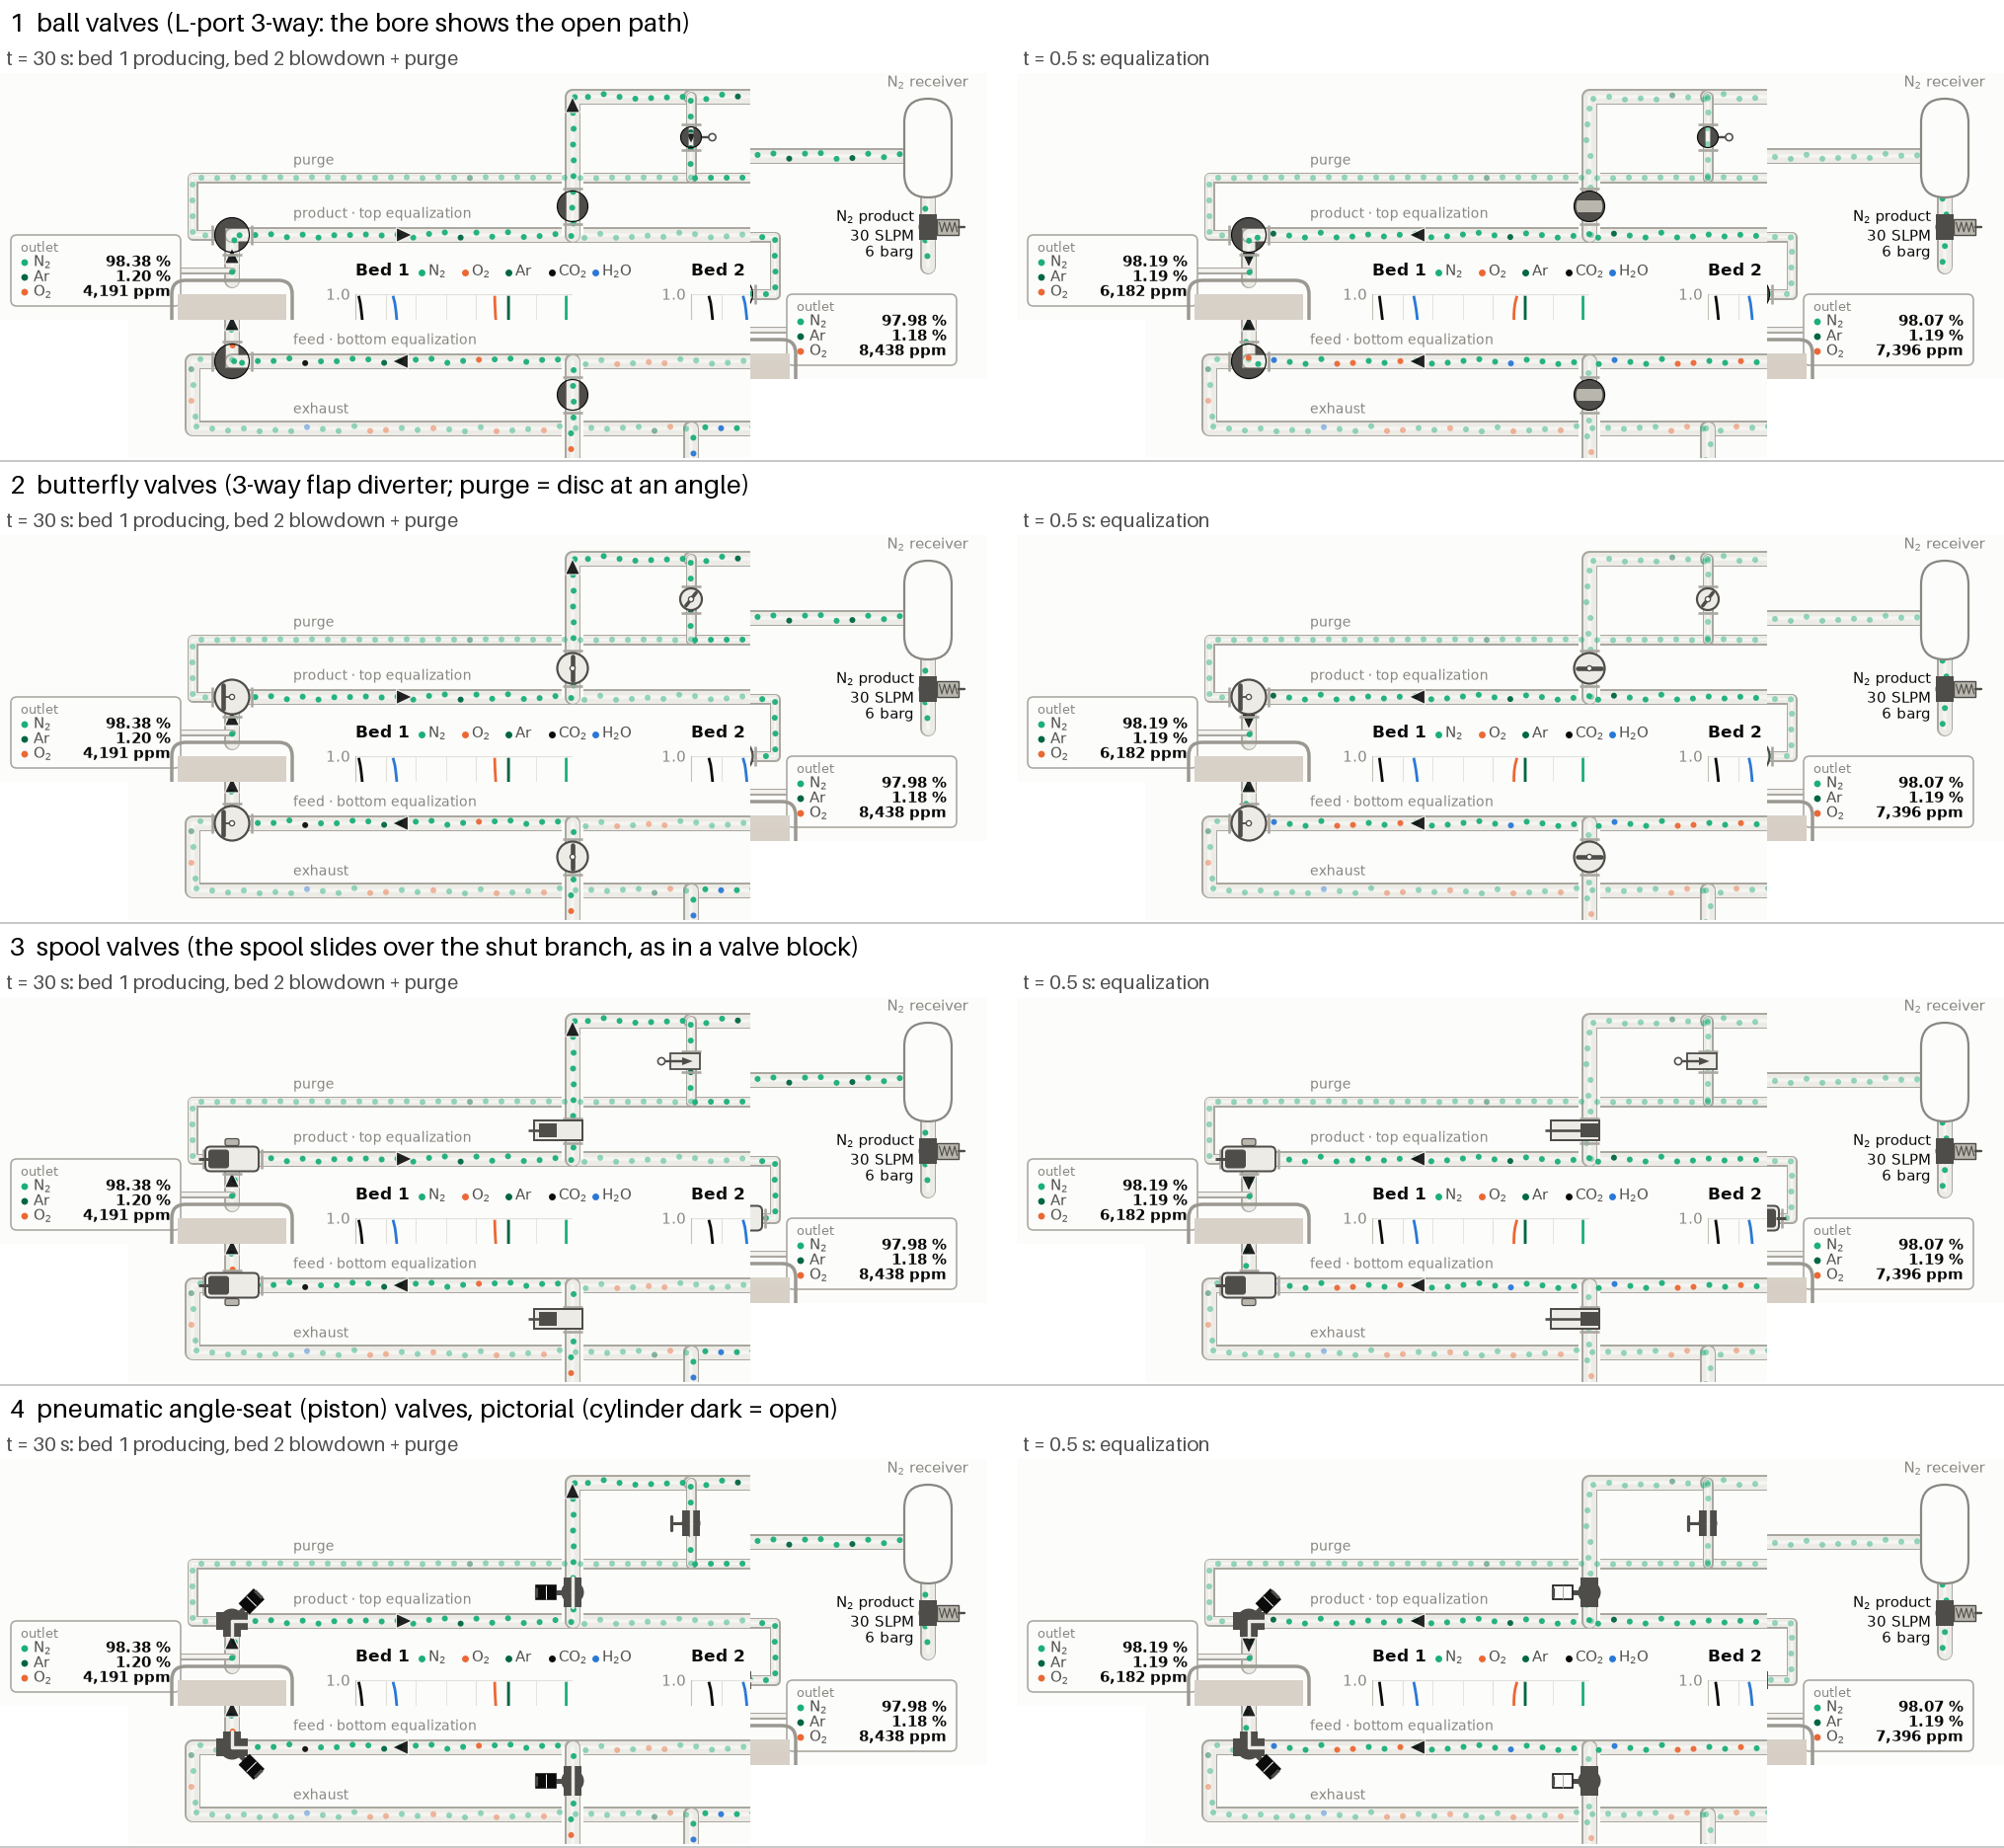 1 ball valves (L-port 3-way: the bore shows the open path)
t = 30 s: bed 1 producing, bed 2 blowdown + purge
N₂ receiver
purge
product · top equalization
N₂ product
30 SLPM
6 barg
outlet
N₂ 98.38 %
Ar 1.20 %
O₂ 4,191 ppm
Bed 1 N₂ O₂ Ar CO₂ H₂O Bed 2
1.0 1.0
outlet
N₂ 97.98 %
Ar 1.18 %
O₂ 8,438 ppm
feed · bottom equalization
exhaust
t = 0.5 s: equalization
N₂ receiver
purge
product · top equalization
N₂ product
30 SLPM
6 barg
outlet
N₂ 98.19 %
Ar 1.19 %
O₂ 6,182 ppm
Bed 1 N₂ O₂ Ar CO₂ H₂O Bed 2
1.0 1.0
outlet
N₂ 98.07 %
Ar 1.19 %
O₂ 7,396 ppm
feed · bottom equalization
exhaust
2 butterfly valves (3-way flap diverter; purge = disc at an angle)
t = 30 s: bed 1 producing, bed 2 blowdown + purge
N₂ receiver
purge
product · top equalization
N₂ product
30 SLPM
6 barg
outlet
N₂ 98.38 %
Ar 1.20 %
O₂ 4,191 ppm
Bed 1 N₂ O₂ Ar CO₂ H₂O Bed 2
1.0 1.0
outlet
N₂ 97.98 %
Ar 1.18 %
O₂ 8,438 ppm
feed · bottom equalization
exhaust
t = 0.5 s: equalization
N₂ receiver
purge
product · top equalization
N₂ product
30 SLPM
6 barg
outlet
N₂ 98.19 %
Ar 1.19 %
O₂ 6,182 ppm
Bed 1 N₂ O₂ Ar CO₂ H₂O Bed 2
1.0 1.0
outlet
N₂ 98.07 %
Ar 1.19 %
O₂ 7,396 ppm
feed · bottom equalization
exhaust
3 spool valves (the spool slides over the shut branch, as in a valve block)
t = 30 s: bed 1 producing, bed 2 blowdown + purge
N₂ receiver
purge
product · top equalization
N₂ product
30 SLPM
6 barg
outlet
N₂ 98.38 %
Ar 1.20 %
O₂ 4,191 ppm
Bed 1 N₂ O₂ Ar CO₂ H₂O Bed 2
1.0 1.0
outlet
N₂ 97.98 %
Ar 1.18 %
O₂ 8,438 ppm
feed · bottom equalization
exhaust
t = 0.5 s: equalization
N₂ receiver
purge
product · top equalization
N₂ product
30 SLPM
6 barg
outlet
N₂ 98.19 %
Ar 1.19 %
O₂ 6,182 ppm
Bed 1 N₂ O₂ Ar CO₂ H₂O Bed 2
1.0 1.0
outlet
N₂ 98.07 %
Ar 1.19 %
O₂ 7,396 ppm
feed · bottom equalization
exhaust
4 pneumatic angle-seat (piston) valves, pictorial (cylinder dark = open)
t = 30 s: bed 1 producing, bed 2 blowdown + purge
N₂ receiver
purge
product · top equalization
N₂ product
30 SLPM
6 barg
outlet
N₂ 98.38 %
Ar 1.20 %
O₂ 4,191 ppm
Bed 1 N₂ O₂ Ar CO₂ H₂O Bed 2
1.0 1.0
outlet
N₂ 97.98 %
Ar 1.18 %
O₂ 8,438 ppm
feed · bottom equalization
exhaust
t = 0.5 s: equalization
N₂ receiver
purge
product · top equalization
N₂ product
30 SLPM
6 barg
outlet
N₂ 98.19 %
Ar 1.19 %
O₂ 6,182 ppm
Bed 1 N₂ O₂ Ar CO₂ H₂O Bed 2
1.0 1.0
outlet
N₂ 98.07 %
Ar 1.19 %
O₂ 7,396 ppm
feed · bottom equalization
exhaust